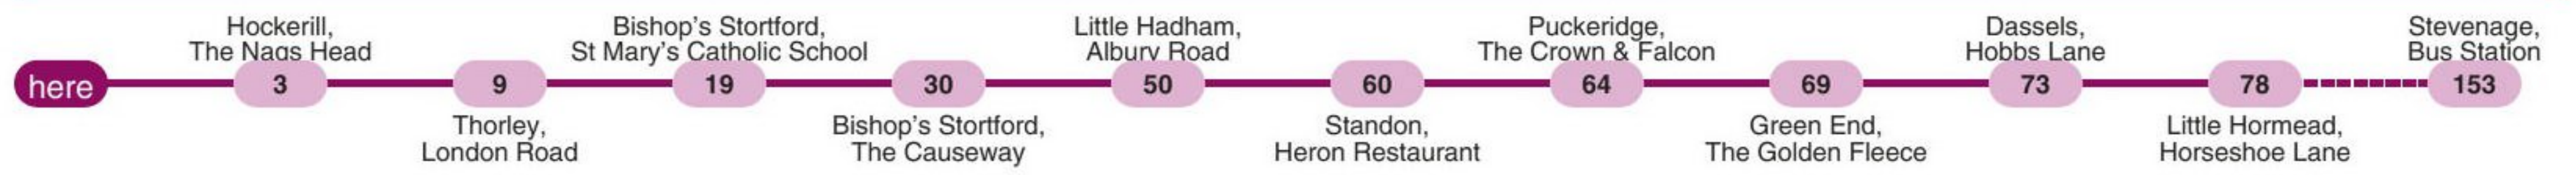 Hockerill,
The Nags Head
Bishop's Stortford,
St Mary's Catholic School
Little Hadham,
Albury Road
Puckeridge,
The Crown & Falcon
Dassels,
Hobbs Lane
Stevenage,
Bus Station
here
3
9
19
30
50
60
64
69
73
78
153
Thorley,
London Road
Bishop's Stortford,
The Causeway
Standon,
Heron Restaurant
Green End,
The Golden Fleece
Little Hormead,
Horseshoe Lane